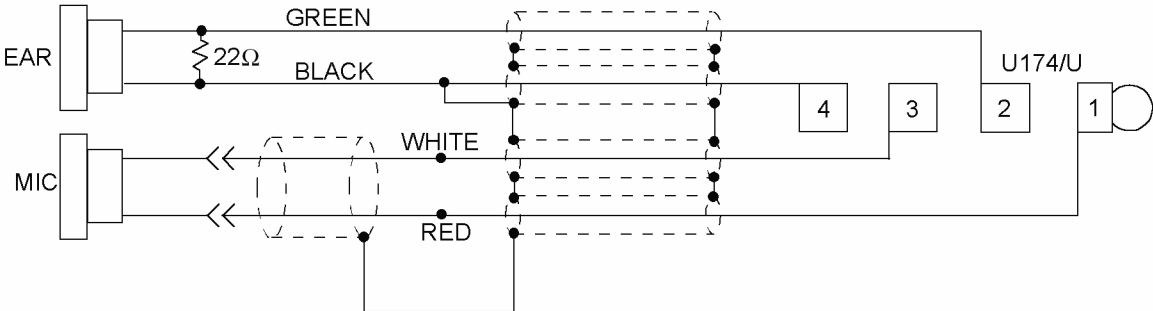 GREEN
EAR
22Ω
BLACK
U174/U
4
3
2
1
WHITE
MIC
RED